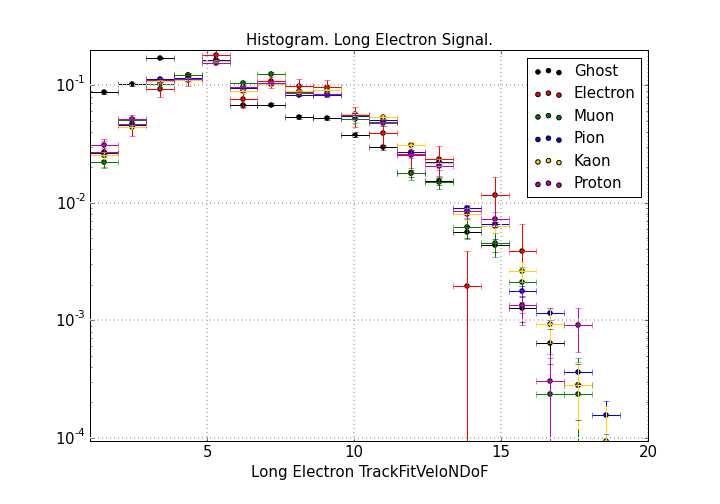 Histogram. Long Electron Signal.
Ghost
Electron
Muon
Pion
Kaon
Proton
10^-1
10^-2
10^-3
10^-4
5 10 15 20
Long Electron TrackFitVeloNDoF